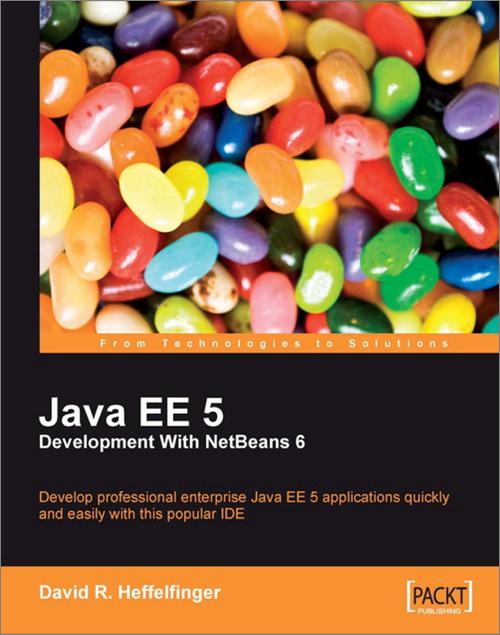 From Technologies to Solutions
Java EE 5
Development With NetBeans 6
Develop professional enterprise Java EE 5 applications quickly
and easily with this popular IDE
David R. Heffelfinger
PACKT
PUBLISHING